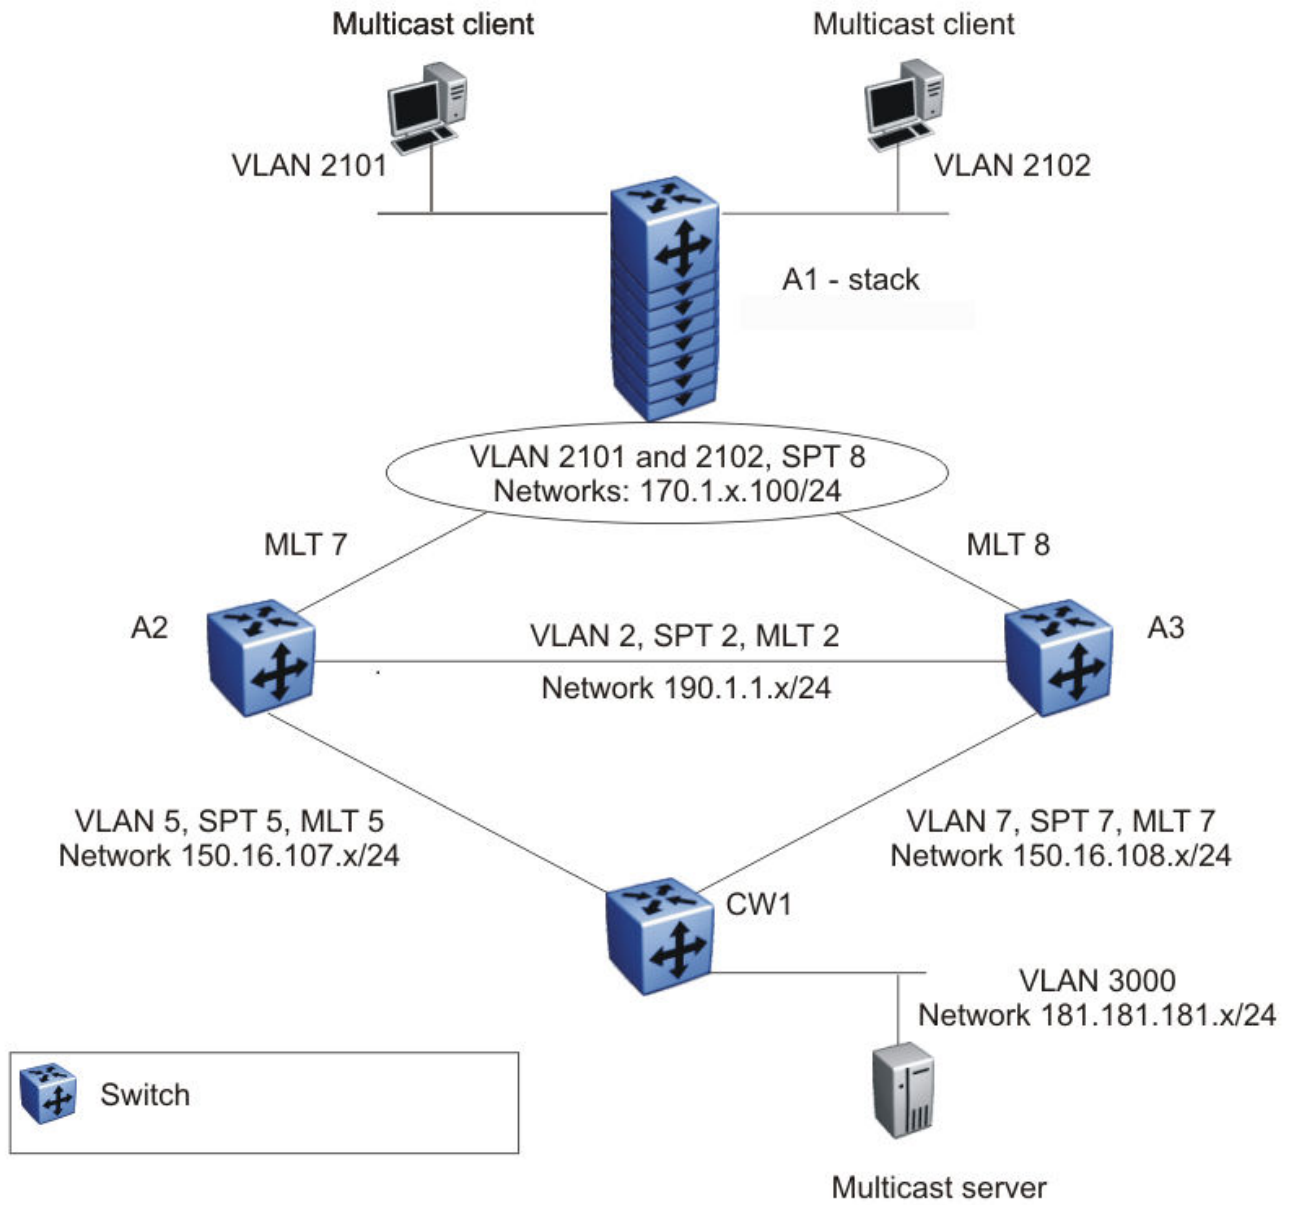 Multicast client
Multicast client
VLAN 2101
VLAN 2102
A1 - stack
VLAN 2101 and 2102, SPT 8
Networks: 170.1.x.100/24
MLT 7
MLT 8
A2
A3
VLAN 2, SPT 2, MLT 2
Network 190.1.1.x/24
VLAN 5, SPT 5, MLT 5
Network 150.16.107.x/24
VLAN 7, SPT 7, MLT 7
Network 150.16.108.x/24
CW1
VLAN 3000
Network 181.181.181.x/24
Switch
Multicast server